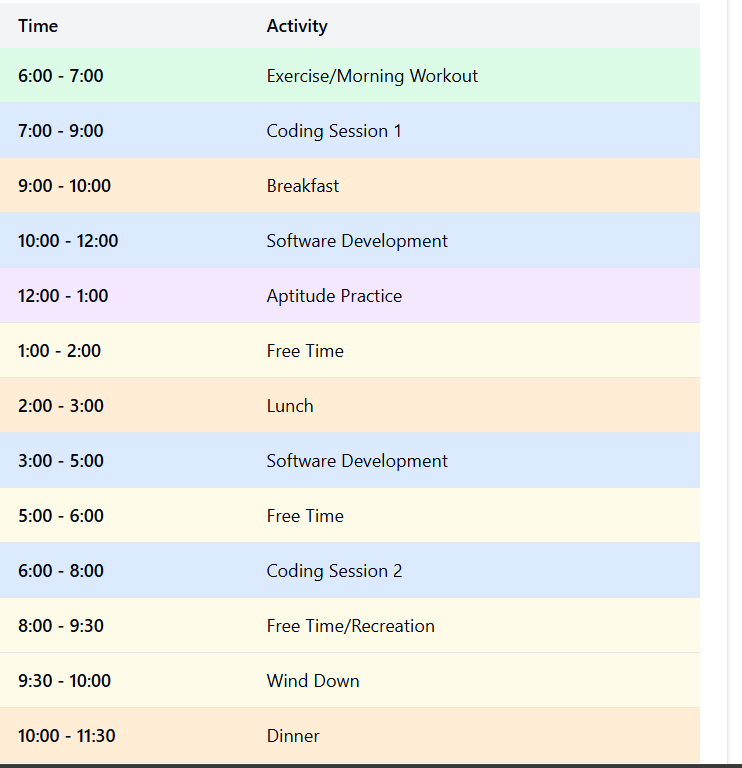 Time Activity
6:00 - 7:00 Exercise/Morning Workout
7:00 - 9:00 Coding Session 1
9:00 - 10:00 Breakfast
10:00 - 12:00 Software Development
12:00 - 1:00 Aptitude Practice
1:00 - 2:00 Free Time
2:00 - 3:00 Lunch
3:00 - 5:00 Software Development
5:00 - 6:00 Free Time
6:00 - 8:00 Coding Session 2
8:00 - 9:30 Free Time/Recreation
9:30 - 10:00 Wind Down
10:00 - 11:30 Dinner